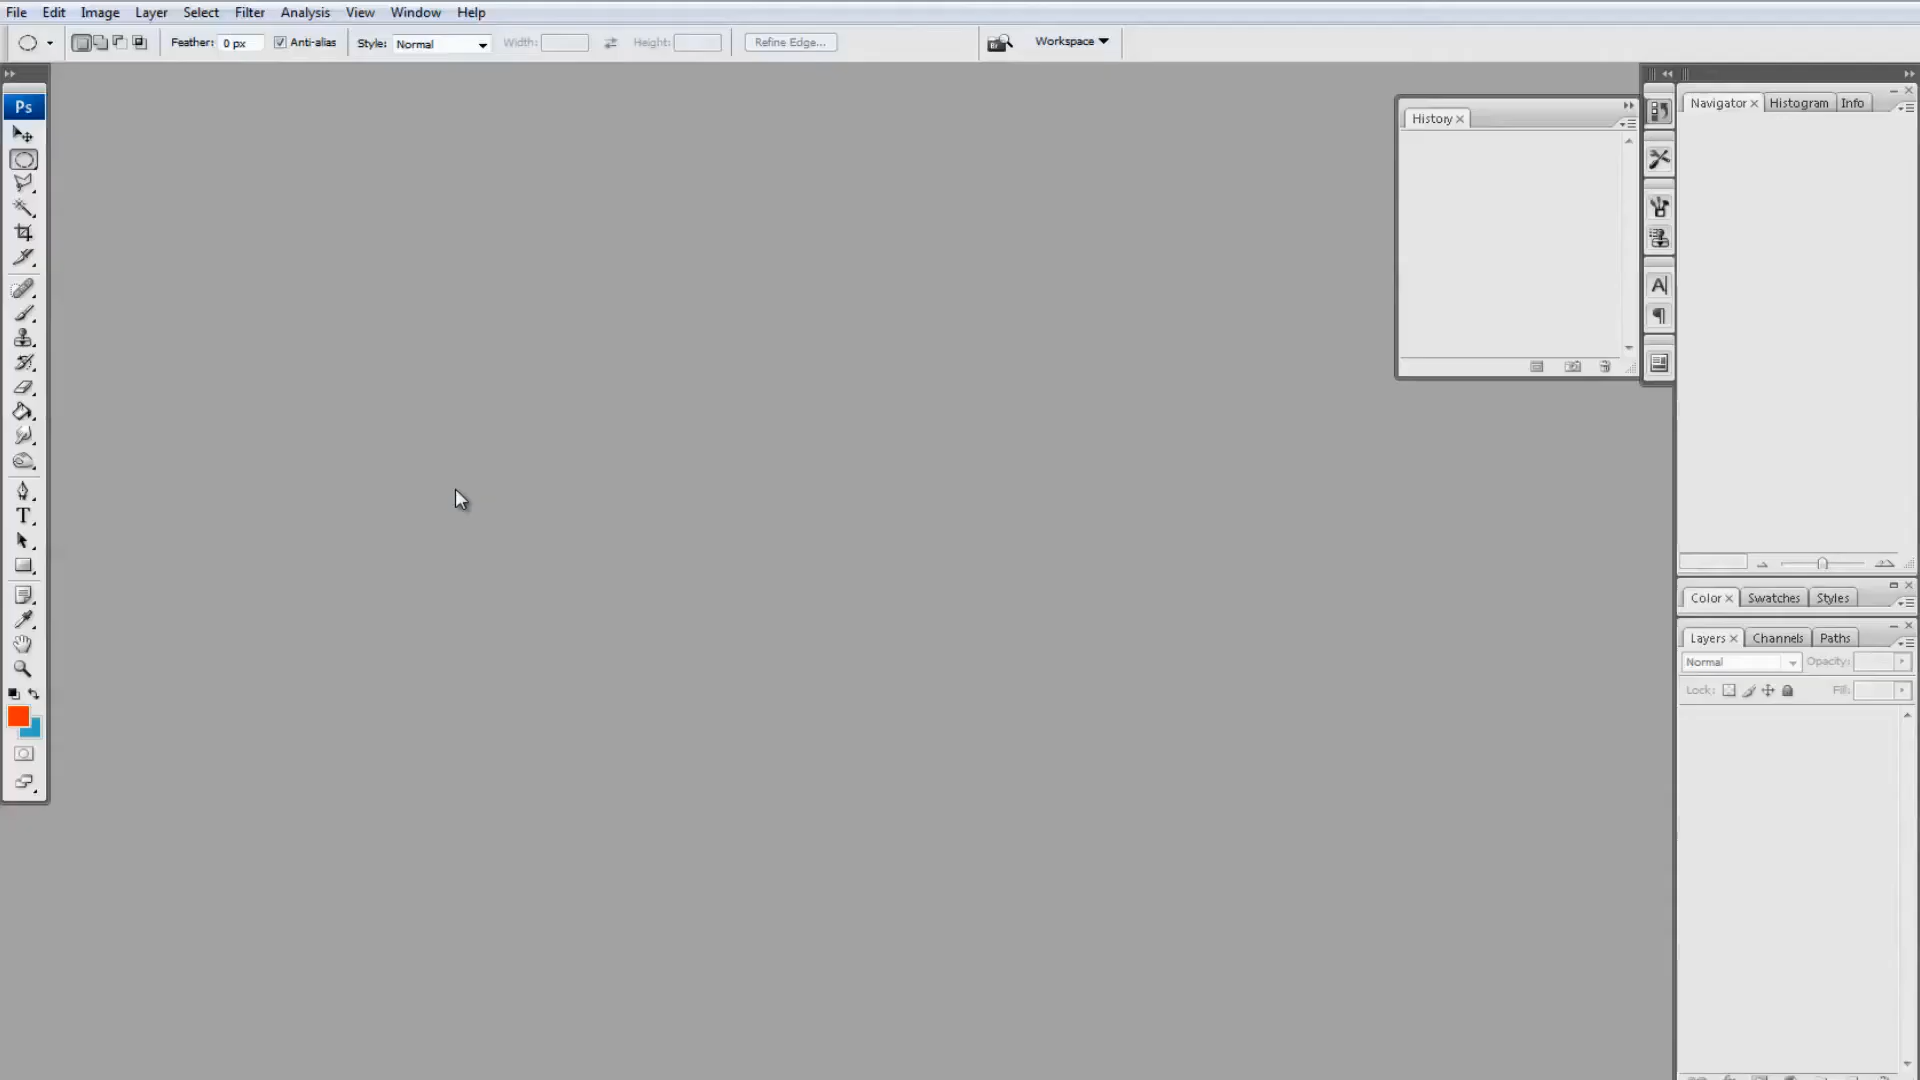 File Edit Image Layer Select Filter Analysis View Window Help
Feather: 0 px Anti-alias Style: Normal Width: Height: Refine Edge... Workspace
Ps
History
Navigator Histogram Info
A
T
Color Swatches Styles
Layers Channels Paths
Normal Opacity:
Lock: Fill: